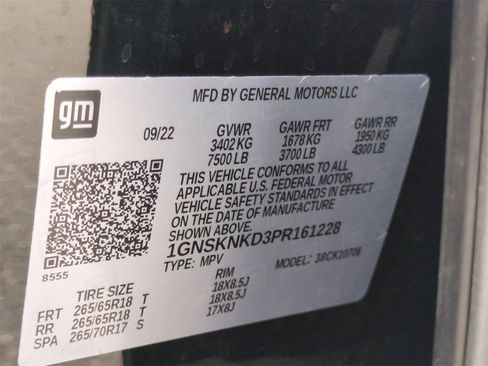 gm
MFD BY GENERAL MOTORS LLC
09/22 GVWR GAWR FRT GAWR RR
3402 KG 1678 KG 1950 KG
7500 LB 3700 LB 4300 LB
THIS VEHICLE CONFORMS TO ALL
APPLICABLE U.S. FEDERAL MOTOR
VEHICLE SAFETY STANDARDS IN EFFECT
ON THE DATE OF MANUFACTURE
SHOWN ABOVE.
1GNSKNKD3PR161228
8555
TYPE: MPV MODEL: 38CK10706
TIRE SIZE RIM
FRT 265/65R18 T 18X8.5J
RR 265/65R18 T 18X8.5J
SPA 265/70R17 S 17X8J